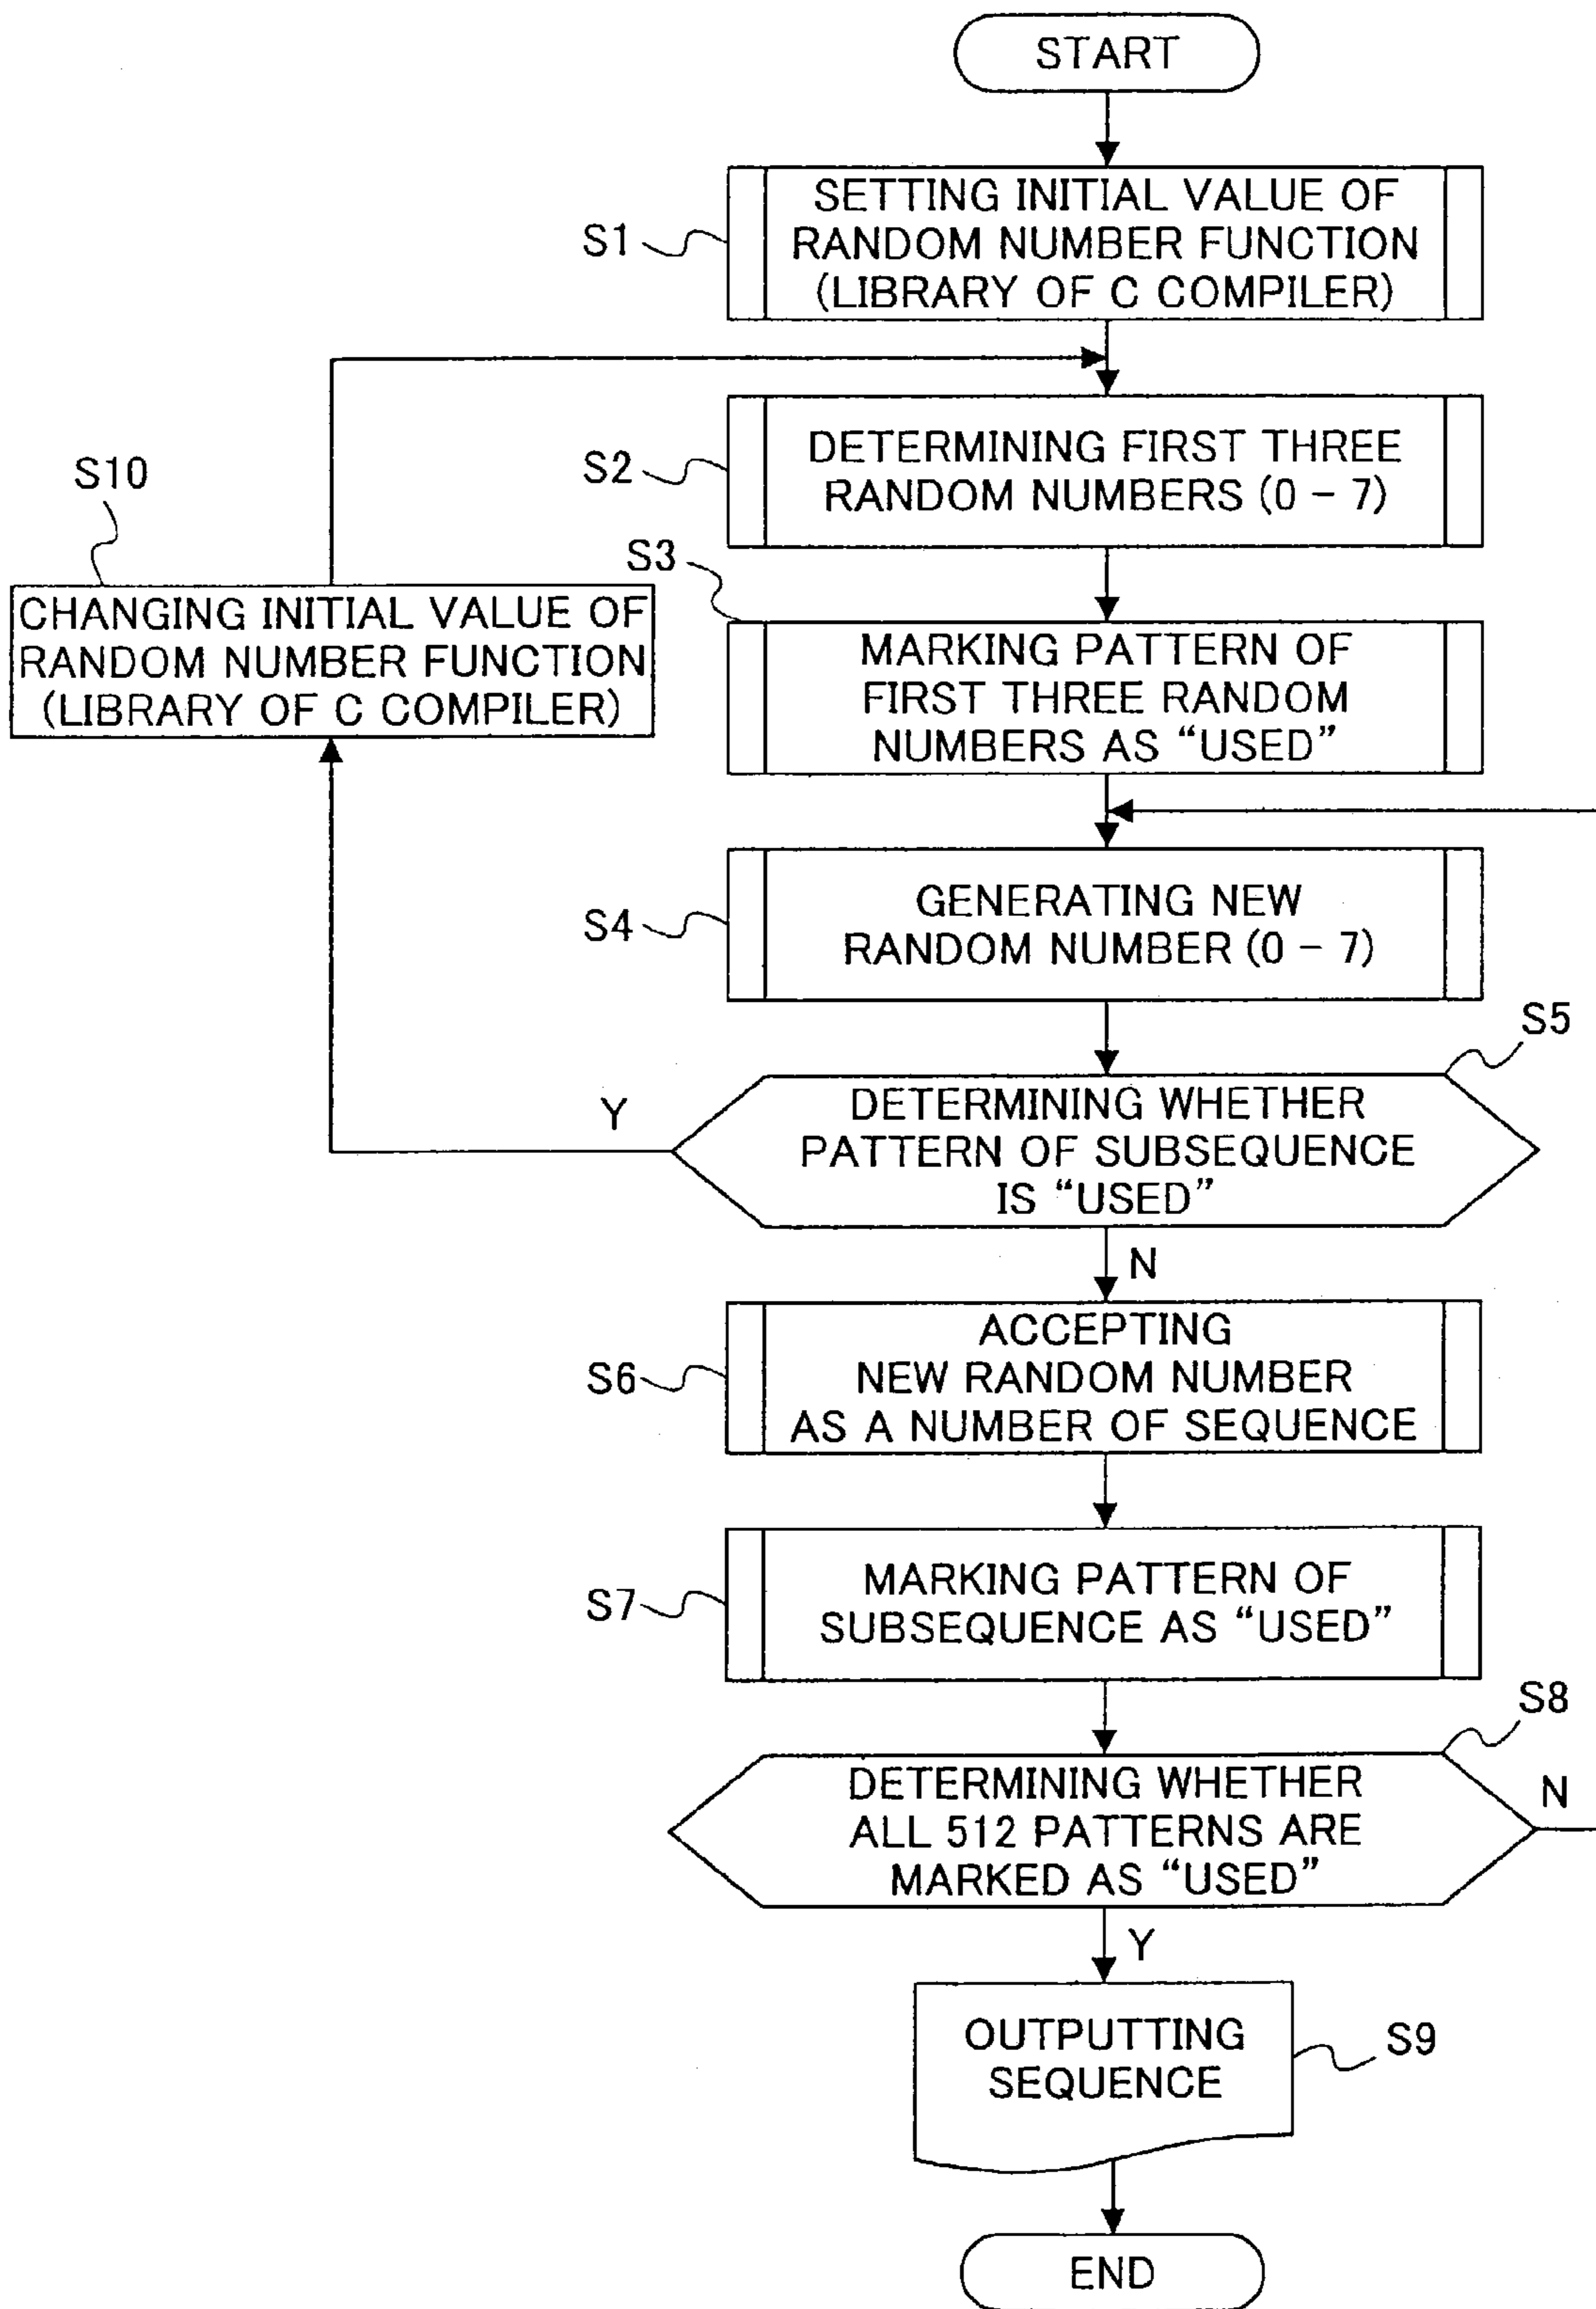 START
S1
SETTING INITIAL VALUE OF
RANDOM NUMBER FUNCTION
(LIBRARY OF C COMPILER)
S2
DETERMINING FIRST THREE
RANDOM NUMBERS (0 – 7)
S10
CHANGING INITIAL VALUE OF
RANDOM NUMBER FUNCTION
(LIBRARY OF C COMPILER)
S3
MARKING PATTERN OF
FIRST THREE RANDOM
NUMBERS AS “USED”
S4
GENERATING NEW
RANDOM NUMBER (0 – 7)
S5
DETERMINING WHETHER
PATTERN OF SUBSEQUENCE
IS “USED”
Y
N
S6
ACCEPTING
NEW RANDOM NUMBER
AS A NUMBER OF SEQUENCE
S7
MARKING PATTERN OF
SUBSEQUENCE AS “USED”
S8
DETERMINING WHETHER
ALL 512 PATTERNS ARE
MARKED AS “USED”
N
Y
OUTPUTTING
SEQUENCE
S9
END